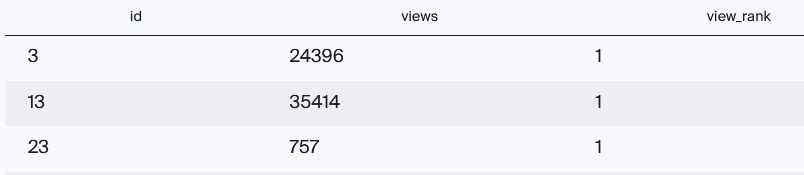 id views view_rank
3 24396 1
13 35414 1
23 757 1